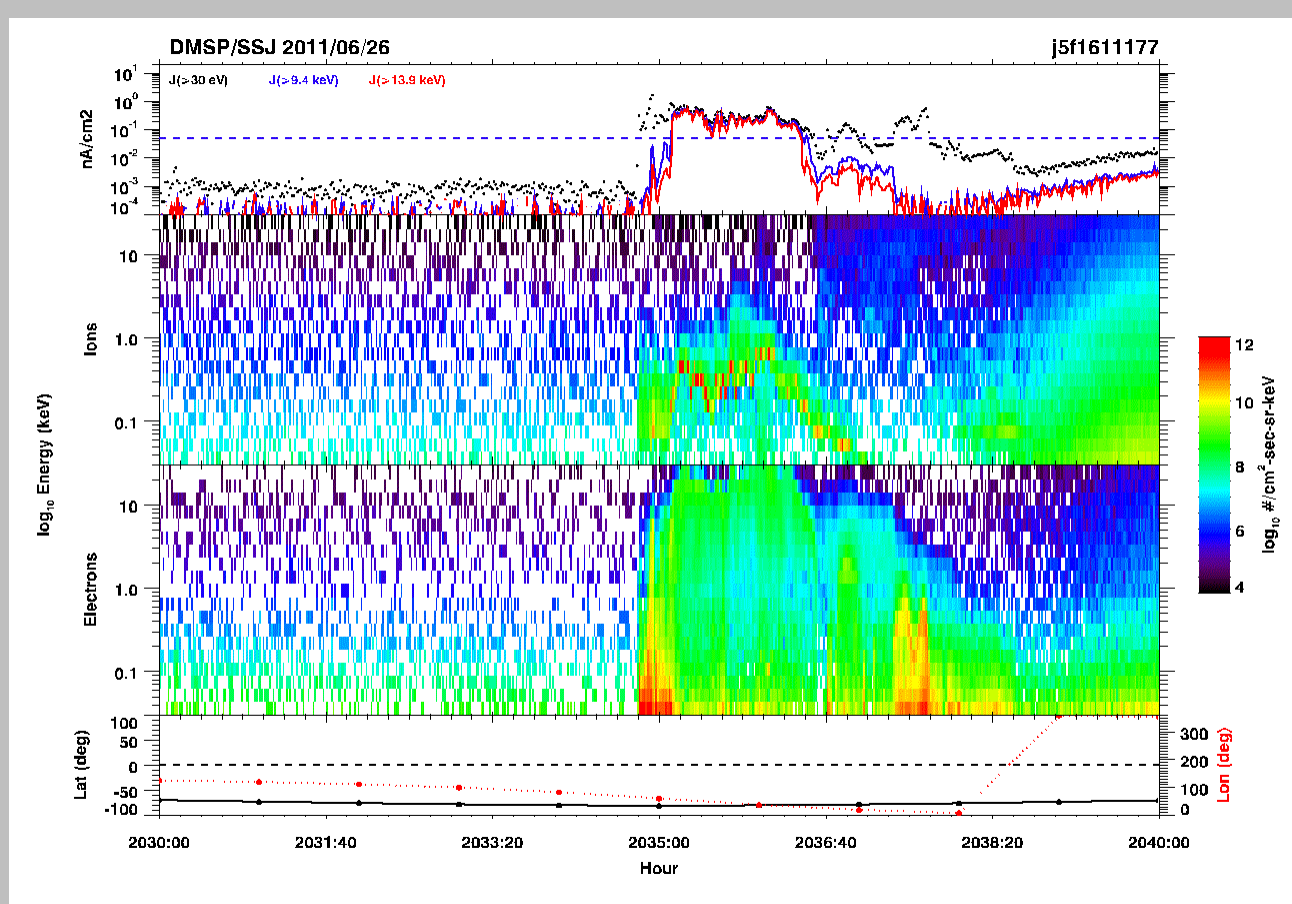 DMSP/SSJ 2011/06/26 j5f1611177
J(>30 eV) J(>9.4 keV) J(>13.9 keV)
nA/cm2
10¹
10⁰
10⁻¹
10⁻²
10⁻³
10⁻⁴
log₁₀ Energy (keV)
Ions
10
1.0
0.1
Electrons
10
1.0
0.1
12
10
8
6
4
log₁₀ #/cm²-sec-sr-keV
Lat (deg)
100
50
0
-50
-100
300
200
100
0
Lon (deg)
2030:00 2031:40 2033:20 2035:00 2036:40 2038:20 2040:00
Hour